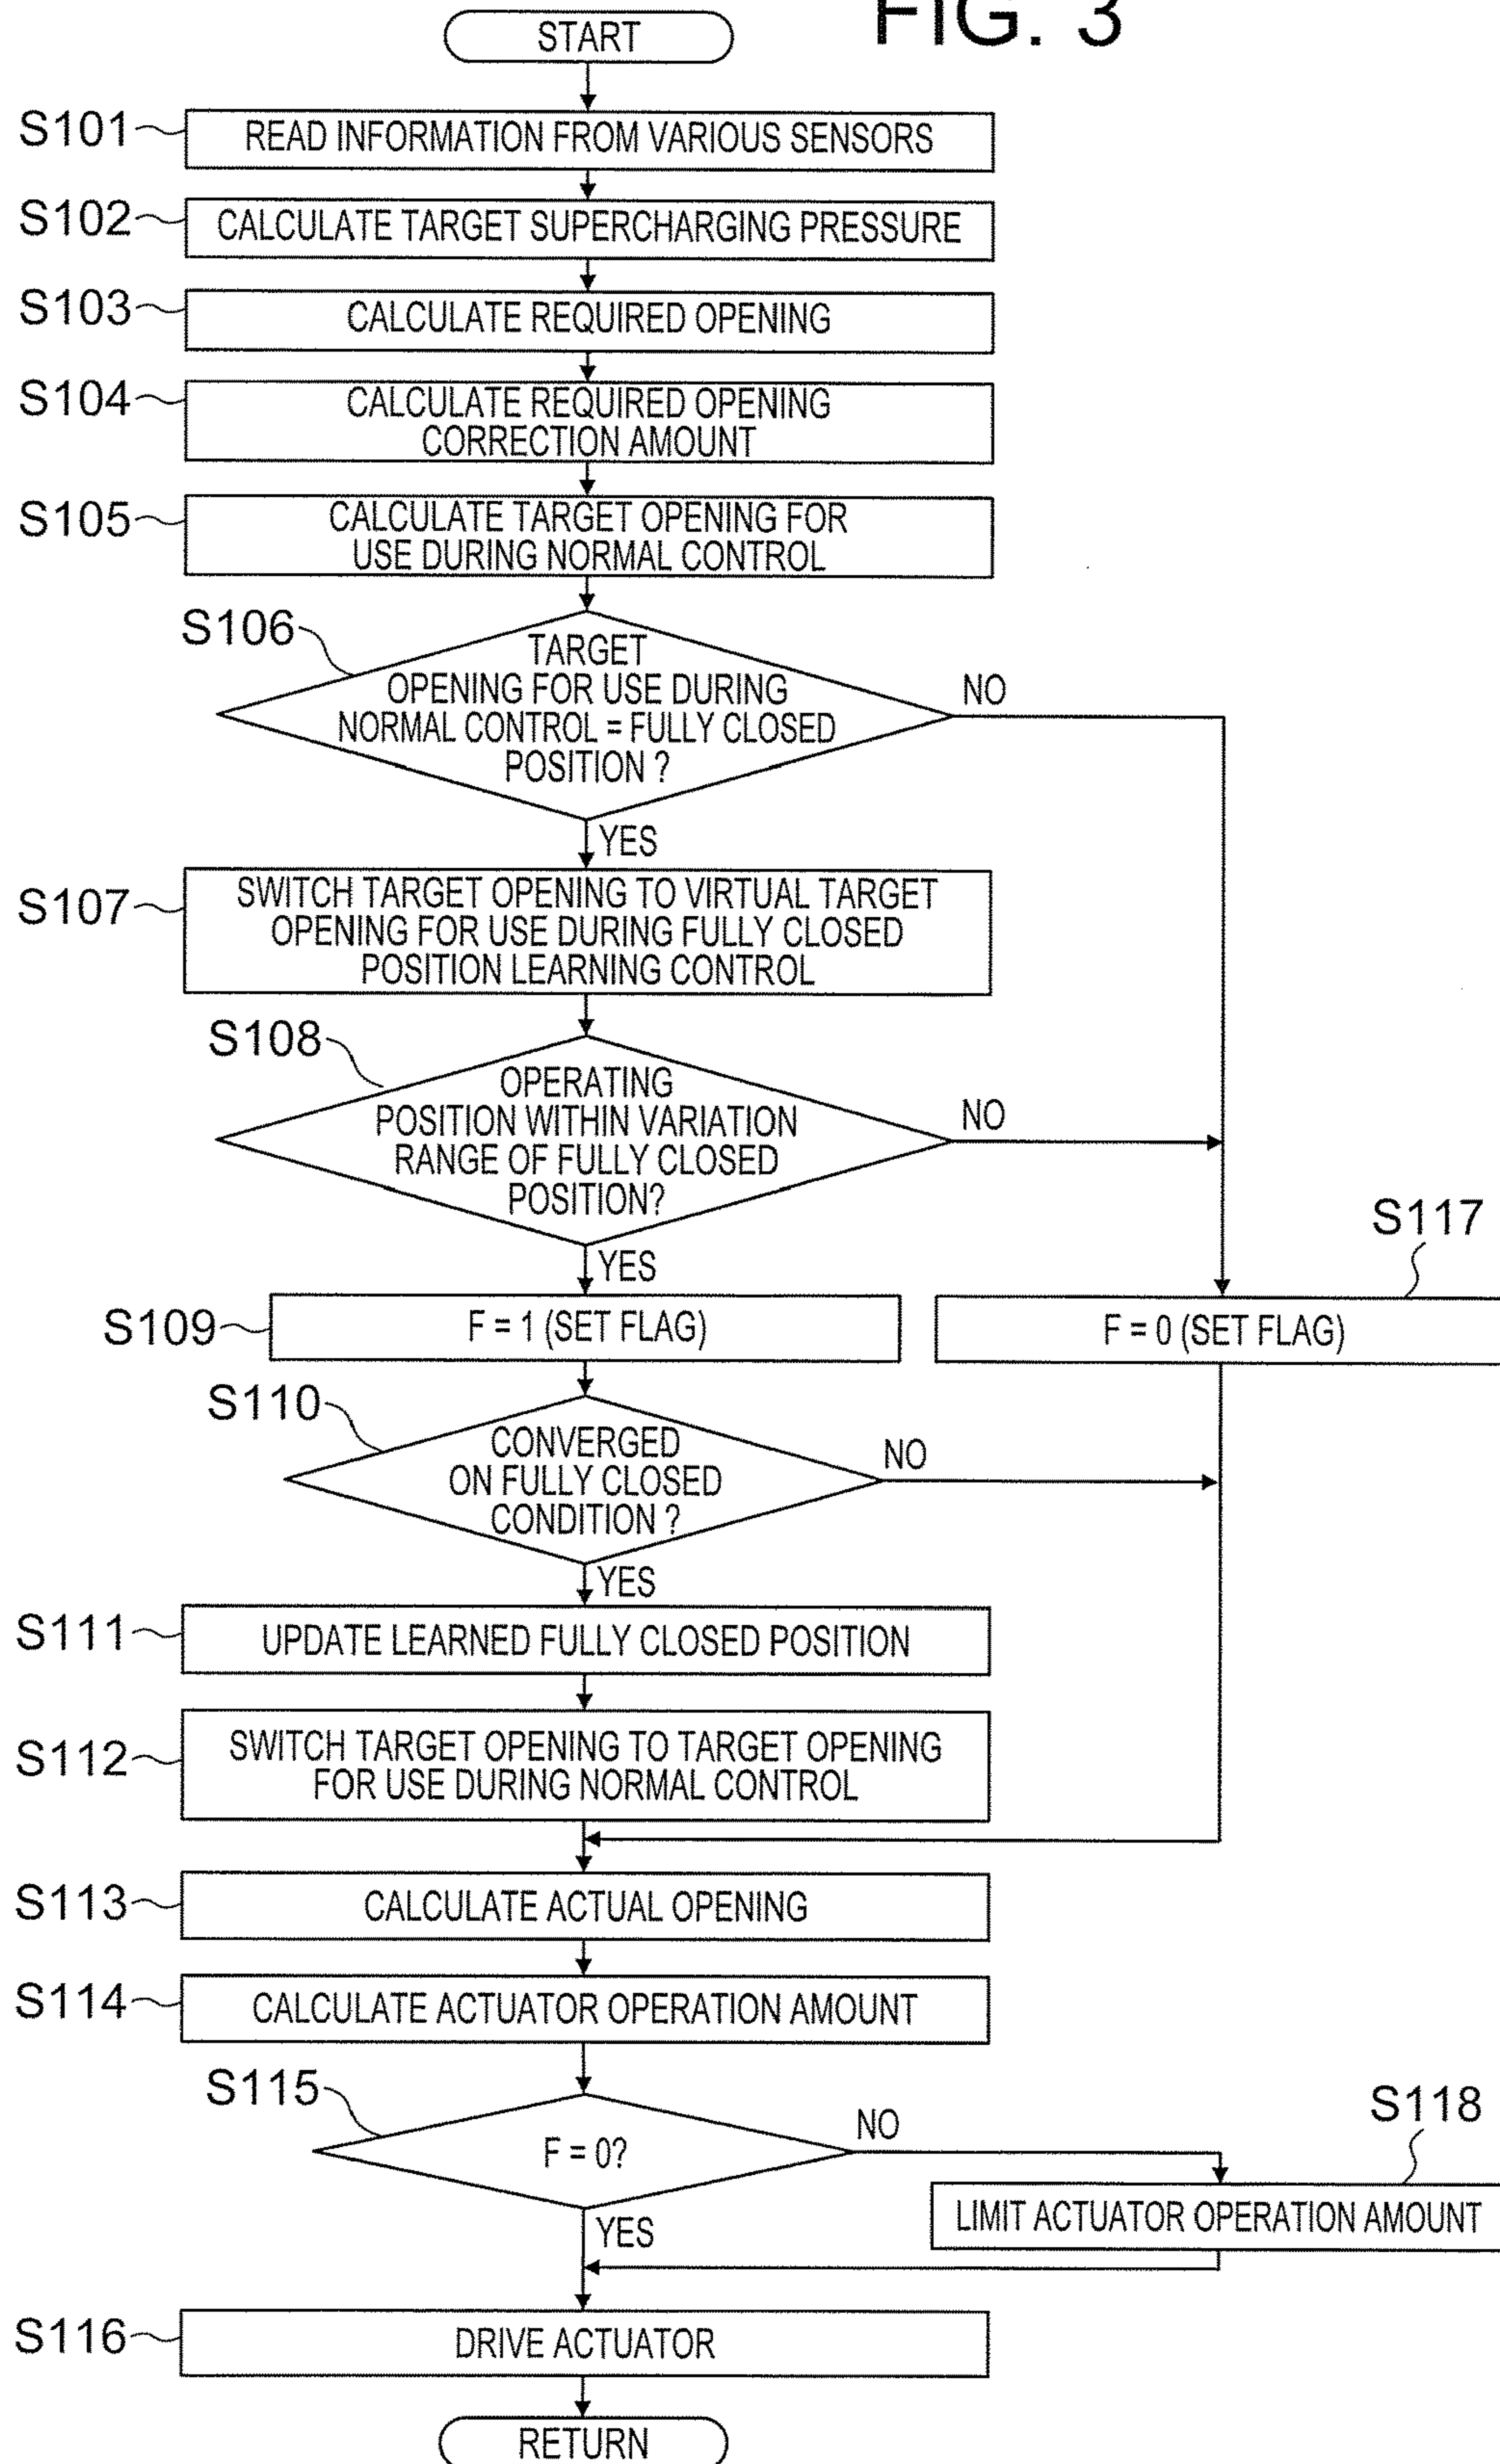 FIG. 3
START
S101
READ INFORMATION FROM VARIOUS SENSORS
S102
CALCULATE TARGET SUPERCHARGING PRESSURE
S103
CALCULATE REQUIRED OPENING
S104
CALCULATE REQUIRED OPENING
CORRECTION AMOUNT
S105
CALCULATE TARGET OPENING FOR
USE DURING NORMAL CONTROL
S106
TARGET
OPENING FOR USE DURING
NORMAL CONTROL = FULLY CLOSED
POSITION ?
NO
YES
S107
SWITCH TARGET OPENING TO VIRTUAL TARGET
OPENING FOR USE DURING FULLY CLOSED
POSITION LEARNING CONTROL
S108
OPERATING
POSITION WITHIN VARIATION
RANGE OF FULLY CLOSED
POSITION?
NO
YES
S117
S109
F = 1 (SET FLAG)
F = 0 (SET FLAG)
S110
CONVERGED
ON FULLY CLOSED
CONDITION ?
NO
YES
S111
UPDATE LEARNED FULLY CLOSED POSITION
S112
SWITCH TARGET OPENING TO TARGET OPENING
FOR USE DURING NORMAL CONTROL
S113
CALCULATE ACTUAL OPENING
S114
CALCULATE ACTUATOR OPERATION AMOUNT
S115
F = 0?
NO
YES
S118
LIMIT ACTUATOR OPERATION AMOUNT
S116
DRIVE ACTUATOR
RETURN